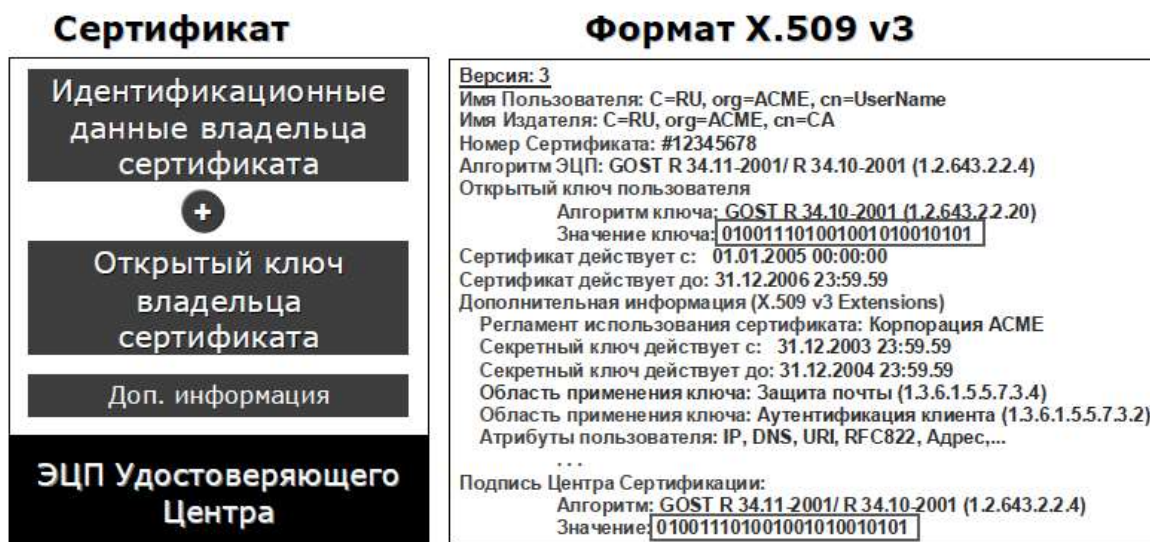 Сертификат
Идентификационные
данные владельца
сертификата
+
Открытый ключ
владельца
сертификата
Доп. информация
ЭЦП Удостоверяющего
Центра
Формат X.509 v3
Версия: 3
Имя Пользователя: C=RU, org=ACME, cn=UserName
Имя Издателя: C=RU, org=ACME, cn=CA
Номер Сертификата: #12345678
Алгоритм ЭЦП: GOST R 34.11-2001/ R 34.10-2001 (1.2.643.2.2.4)
Открытый ключ пользователя
Алгоритм ключа: GOST R 34.10-2001 (1.2.643.2.2.20)
Значение ключа: 010011101001001010010101
Сертификат действует с: 01.01.2005 00:00:00
Сертификат действует до: 31.12.2006 23:59.59
Дополнительная информация (X.509 v3 Extensions)
Регламент использования сертификата: Корпорация ACME
Секретный ключ действует с: 31.12.2003 23:59.59
Секретный ключ действует до: 31.12.2004 23:59.59
Область применения ключа: Защита почты (1.3.6.1.5.5.7.3.4)
Область применения ключа: Аутентификация клиента (1.3.6.1.5.5.7.3.2)
Атрибуты пользователя: IP, DNS, URI, RFC822, Адрес,...
. . .
Подпись Центра Сертификации:
Алгоритм: GOST R 34.11-2001/ R 34.10-2001 (1.2.643.2.2.4)
Значение: 010011101001001010010101